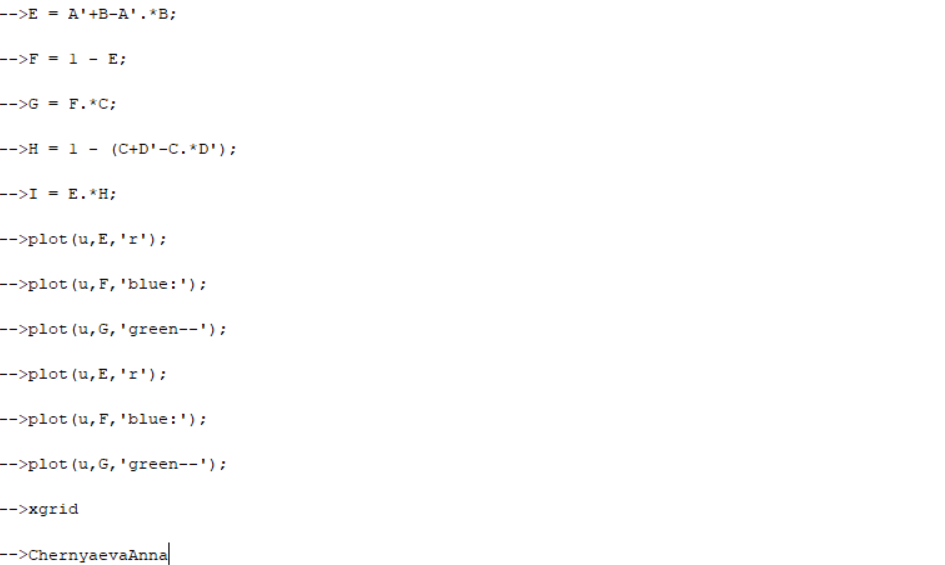 -->E = A'+B-A'.*B;
-->F = 1 - E;
-->G = F.*C;
-->H = 1 - (C+D'-C.*D');
-->I = E.*H;
-->plot(u,E,'r');
-->plot(u,F,'blue:');
-->plot(u,G,'green--');
-->plot(u,E,'r');
-->plot(u,F,'blue:');
-->plot(u,G,'green--');
-->xgrid
-->ChernyaevaAnna